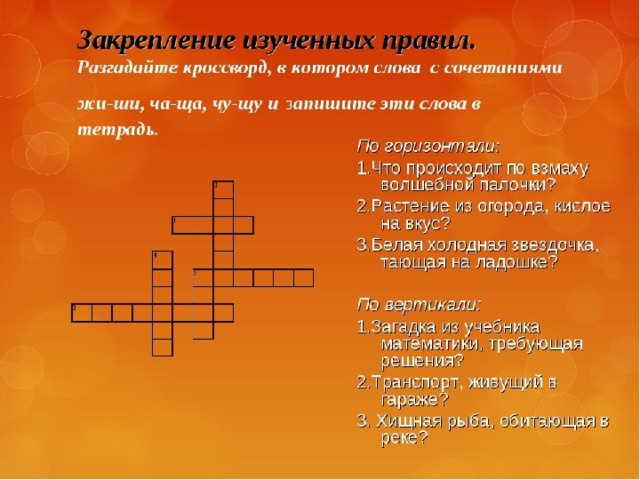 Закрепление изученных правил.
Разгадайте кроссворд, в котором слова с сочетаниями
жи-ши, ча-ща, чу-щу и запишите эти слова в
тетрадь.
По горизонтали:
1.Что происходит по взмаху
волшебной палочки?
2.Растение из огорода, кислое
на вкус?
3.Белая холодная звездочка,
тающая на ладошке?
По вертикали:
1.Загадка из учебника
математики, требующая
решения?
2.Транспорт, живущий в
гараже?
3. Хищная рыба, обитающая в
реке?